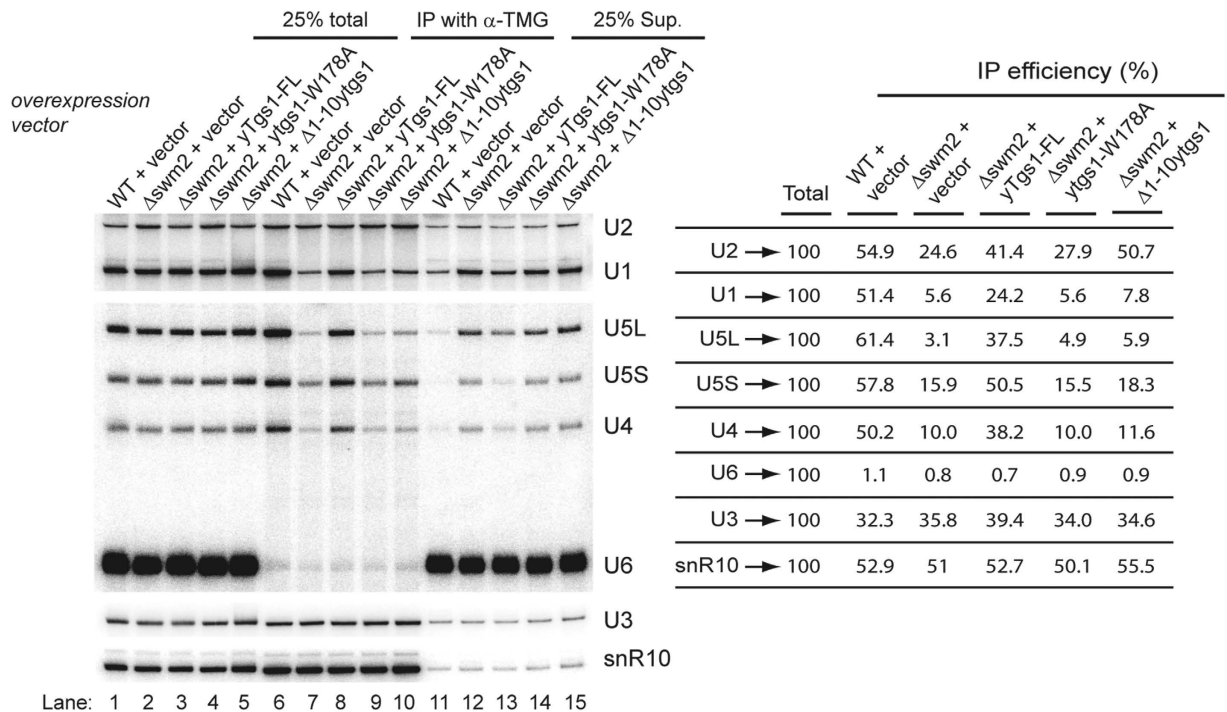 25% total IP with α-TMG 25% Sup.
overexpression
vector
WT + vector
Δswm2 + vector
Δswm2 + yTgs1-FL
Δswm2 + ytgs1-W178A
Δswm2 + Δ1-10ytgs1
WT + vector
Δswm2 + vector
Δswm2 + yTgs1-FL
Δswm2 + ytgs1-W178A
Δswm2 + Δ1-10ytgs1
WT + vector
Δswm2 + vector
Δswm2 + yTgs1-FL
Δswm2 + ytgs1-W178A
Δswm2 + Δ1-10ytgs1
U2
U1
U5L
U5S
U4
U6
U3
snR10
Lane: 1 2 3 4 5 6 7 8 9 10 11 12 13 14 15
IP efficiency (%)
Total
WT +
vector
Δswm2 +
vector
Δswm2 +
yTgs1-FL
Δswm2 +
ytgs1-W178A
Δswm2 +
Δ1-10ytgs1
U2 → 100 54.9 24.6 41.4 27.9 50.7
U1 → 100 51.4 5.6 24.2 5.6 7.8
U5L → 100 61.4 3.1 37.5 4.9 5.9
U5S → 100 57.8 15.9 50.5 15.5 18.3
U4 → 100 50.2 10.0 38.2 10.0 11.6
U6 → 100 1.1 0.8 0.7 0.9 0.9
U3 → 100 32.3 35.8 39.4 34.0 34.6
snR10 → 100 52.9 51 52.7 50.1 55.5